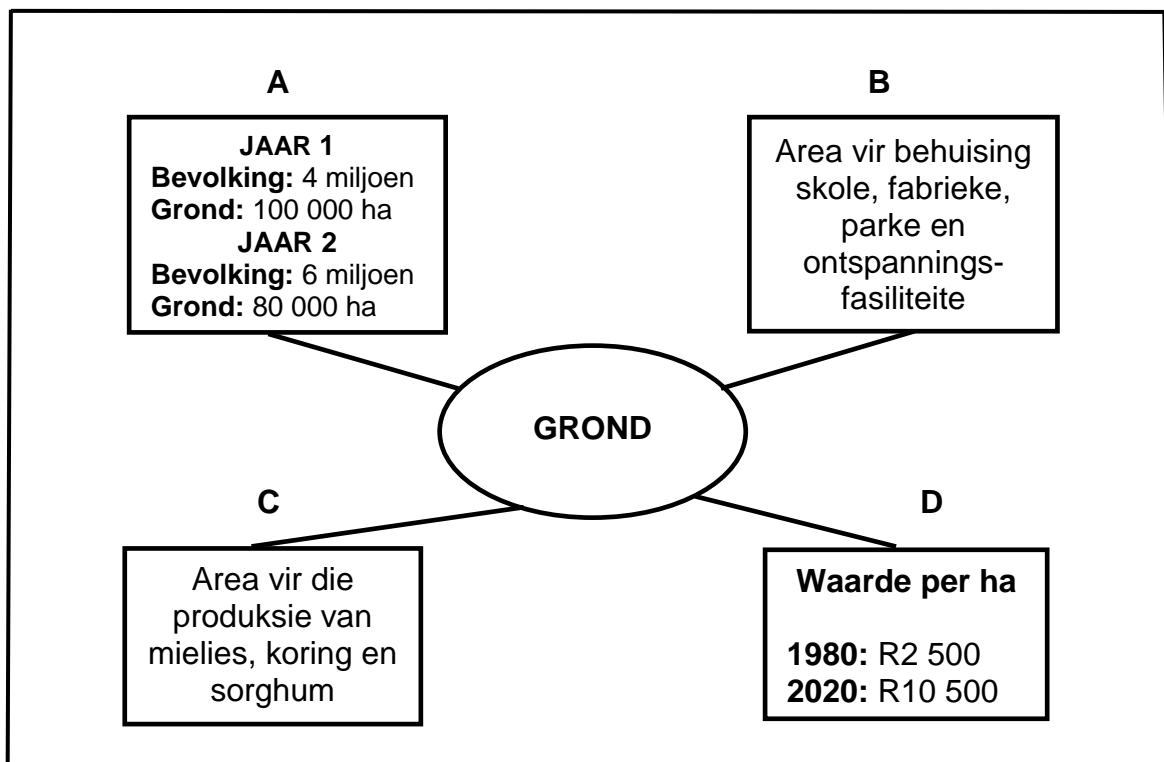 A
JAAR 1
Bevolking: 4 miljoen
Grond: 100 000 ha
JAAR 2
Bevolking: 6 miljoen
Grond: 80 000 ha
B
Area vir behuising
skole, fabrieke,
parke en
ontspannings-
fasiliteite
GROND
C
Area vir die
produksie van
mielies, koring en
sorghum
D
Waarde per ha
1980: R2 500
2020: R10 500